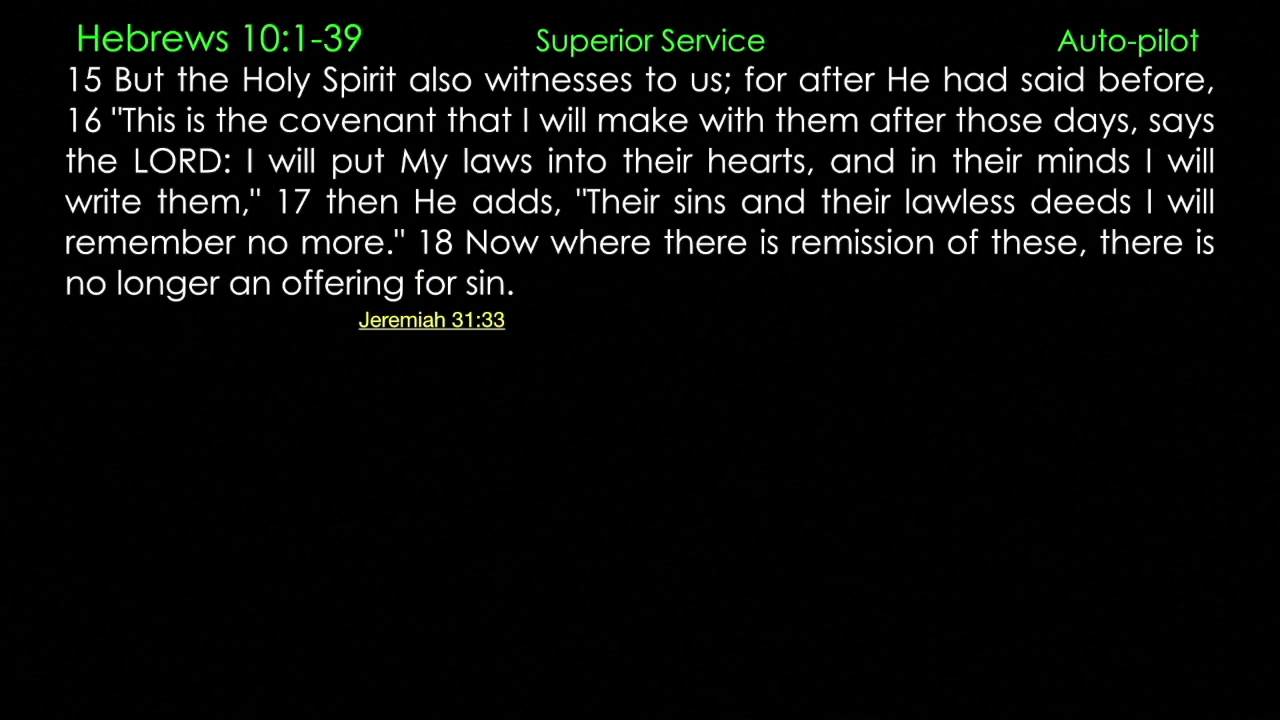 Hebrews 10:1-39 Superior Service Auto-pilot
15 But the Holy Spirit also witnesses to us; for after He had said before,
16 "This is the covenant that I will make with them after those days, says
the LORD: I will put My laws into their hearts, and in their minds I will
write them," 17 then He adds, "Their sins and their lawless deeds I will
remember no more." 18 Now where there is remission of these, there is
no longer an offering for sin.
Jeremiah 31:33